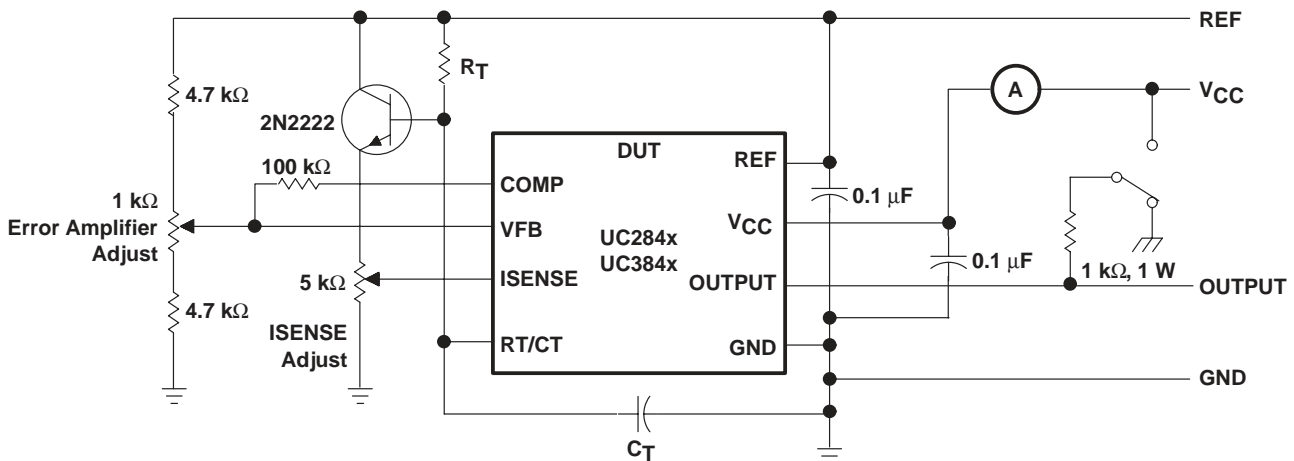 REF
4.7 kΩ
RT
A
VCC
2N2222
DUT
REF
100 kΩ
COMP
0.1 μF
1 kΩ
Error Amplifier
Adjust
VFB
UC284x
UC384x
VCC
0.1 μF
1 kΩ, 1 W
5 kΩ
ISENSE
OUTPUT
OUTPUT
4.7 kΩ
ISENSE
Adjust
RT/CT
GND
GND
CT